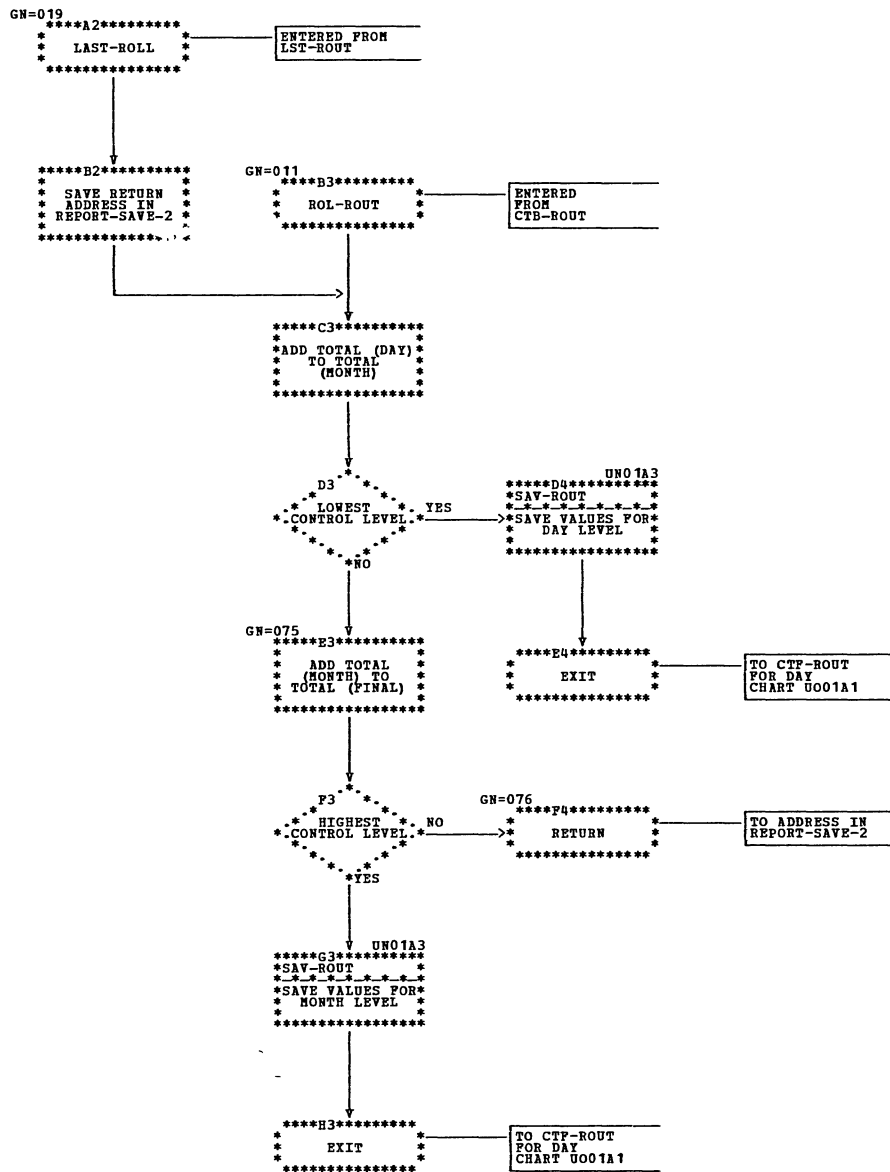 GN=019
A2
LAST-ROLL
ENTERED FROM
LST-ROUT
B2
SAVE RETURN
ADDRESS IN
REPORT-SAVE-2
GN=011
B3
ROL-ROUT
ENTERED
FROM
CTB-ROUT
C3
ADD TOTAL (DAY)
TO TOTAL
(MONTH)
D3
LOWEST
CONTROL LEVEL
YES
NO
UN01A3
D4
SAV-ROUT
SAVE VALUES FOR
DAY LEVEL
GN=075
E3
ADD TOTAL
(MONTH) TO
TOTAL (FINAL)
E4
EXIT
TO CTF-ROUT
FOR DAY
CHART UO01A1
F3
HIGHEST
CONTROL LEVEL
NO
YES
GN=076
F4
RETURN
TO ADDRESS IN
REPORT-SAVE-2
UN01A3
G3
SAV-ROUT
SAVE VALUES FOR
MONTH LEVEL
H3
EXIT
TO CTF-ROUT
FOR DAY
CHART UO01A1